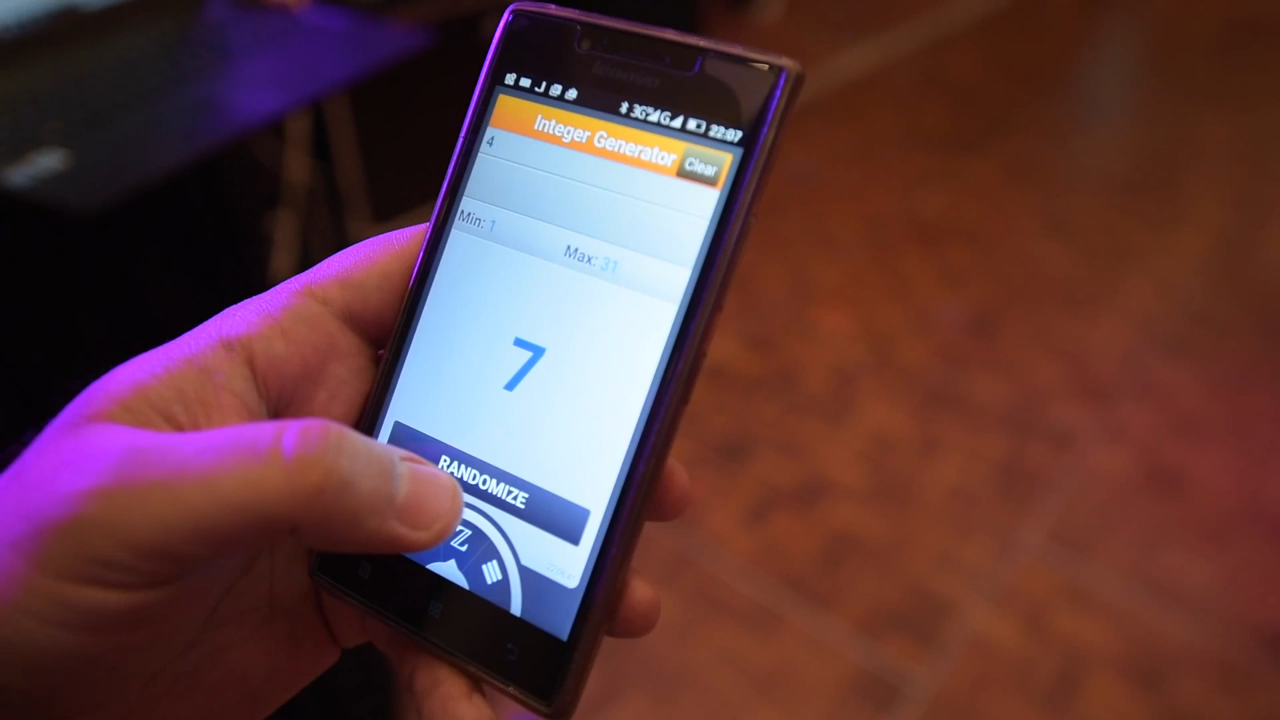 3G G 22:07
Integer Generator Clear
4
Min: 1
Max: 31
7
RANDOMIZE
Z